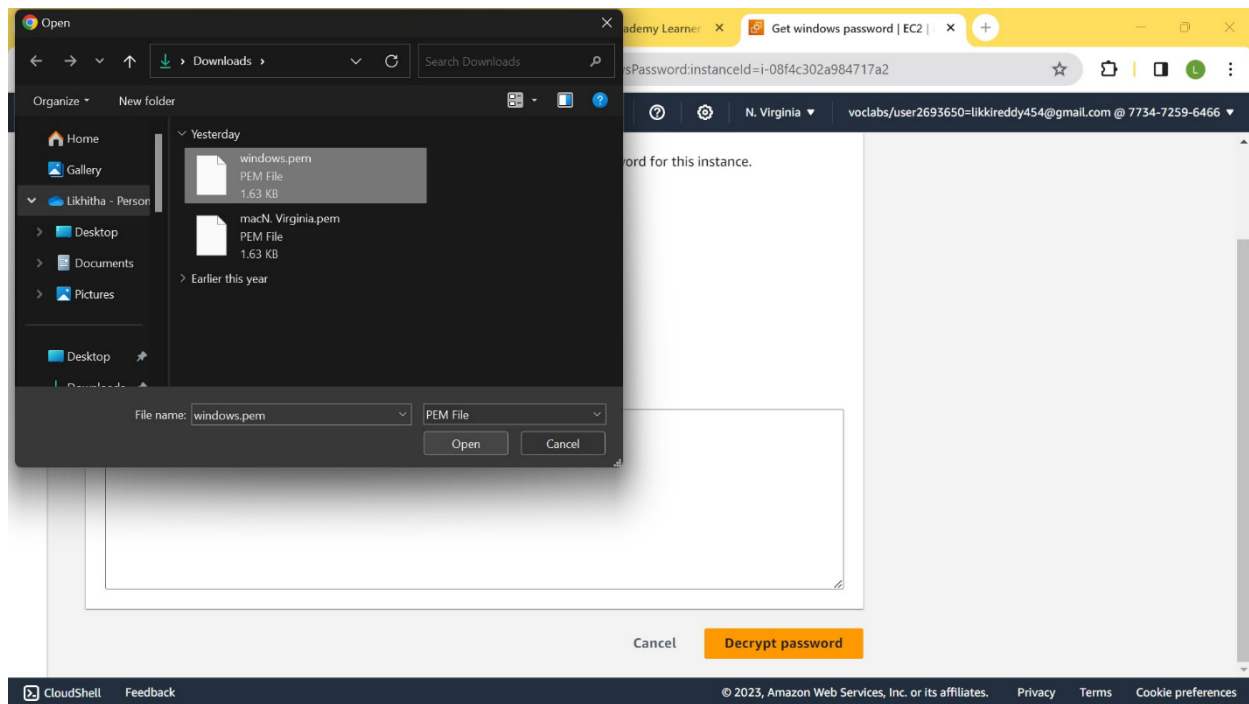 Open
ademy Learner
Get windows password | EC2 |
Downloads
Search Downloads
vsPassword:instanceId=i-08f4c302a984717a2
L
Organize
New folder
N. Virginia
voclabs/user2693650=likkireddy454@gmail.com @ 7734-7259-6466
Home
Gallery
Likhitha - Person
Desktop
Documents
Pictures
Desktop
Downloads
Yesterday
windows.pem
PEM File
1.63 KB
macN. Virginia.pem
PEM File
1.63 KB
Earlier this year
ord for this instance.
File name:
windows.pem
PEM File
Open
Cancel
Cancel
Decrypt password
CloudShell
Feedback
© 2023, Amazon Web Services, Inc. or its affiliates.
Privacy
Terms
Cookie preferences